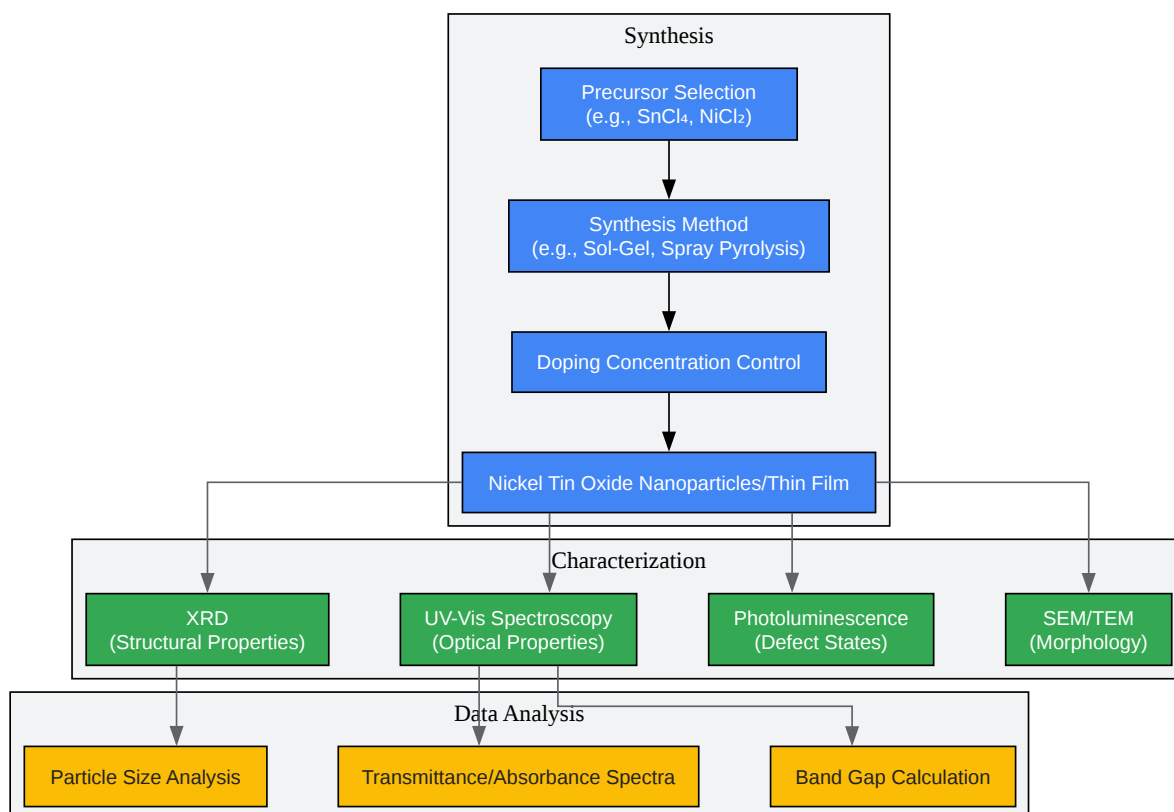 Synthesis
Precursor Selection
(e.g., SnCl₄, NiCl₂)
Synthesis Method
(e.g., Sol-Gel, Spray Pyrolysis)
Doping Concentration Control
Nickel Tin Oxide Nanoparticles/Thin Film
Characterization
XRD
(Structural Properties)
UV-Vis Spectroscopy
(Optical Properties)
Photoluminescence
(Defect States)
SEM/TEM
(Morphology)
Data Analysis
Particle Size Analysis
Transmittance/Absorbance Spectra
Band Gap Calculation